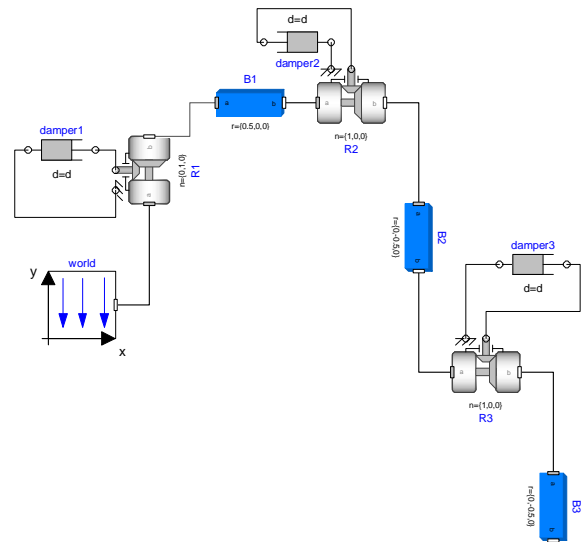 d=d
damper2
B1
a
b
r={0.5,0,0}
a
b
n={1,0,0}
R2
damper1
d=d
b
a
n={0,1,0}
R1
world
y
x
a
b
r={0,-0.5,0}
B2
damper3
d=d
a
b
n={1,0,0}
R3
a
b
r={0,-0.5,0}
B3